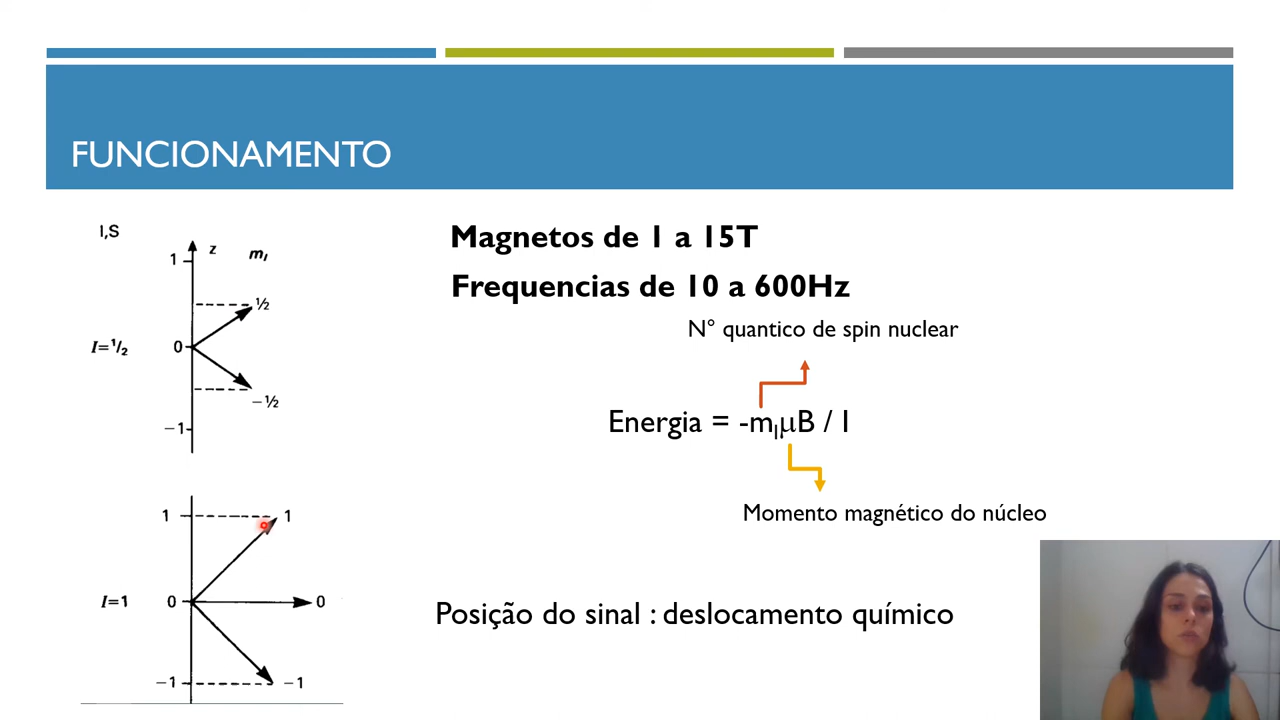 FUNCIONAMENTO
I,S
z
mI
1
½
I=1/2
0
−½
−1
1
1
I=1
0
0
−1
−1
Magnetos de 1 a 15T
Frequencias de 10 a 600Hz
N° quantico de spin nuclear
Energia = -mIμB / I
Momento magnético do núcleo
Posição do sinal : deslocamento químico